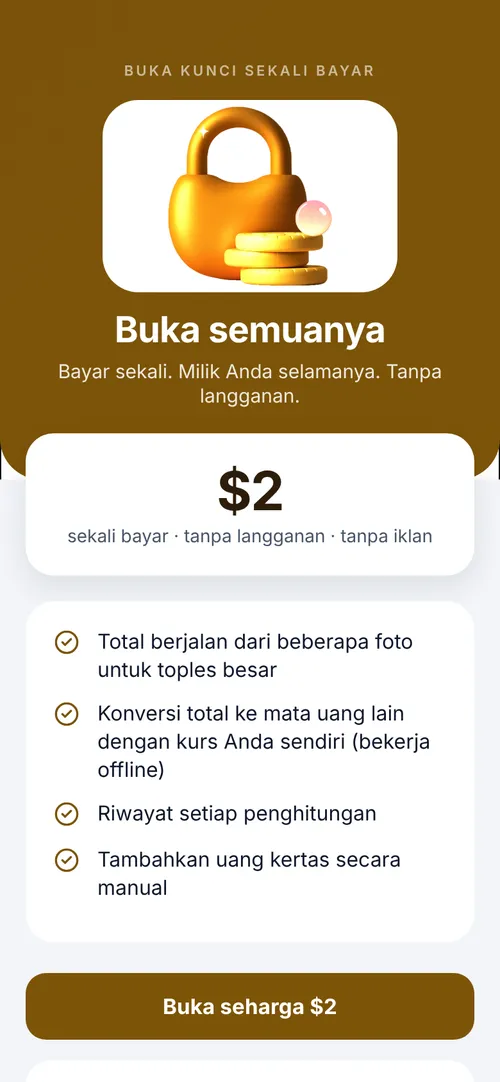 BUKA KUNCI SEKALI BAYAR
Buka semuanya
Bayar sekali. Milik Anda selamanya. Tanpa
langganan.
$2
sekali bayar · tanpa langganan · tanpa iklan
Total berjalan dari beberapa foto
untuk toples besar
Konversi total ke mata uang lain
dengan kurs Anda sendiri (bekerja
offline)
Riwayat setiap penghitungan
Tambahkan uang kertas secara
manual
Buka seharga $2